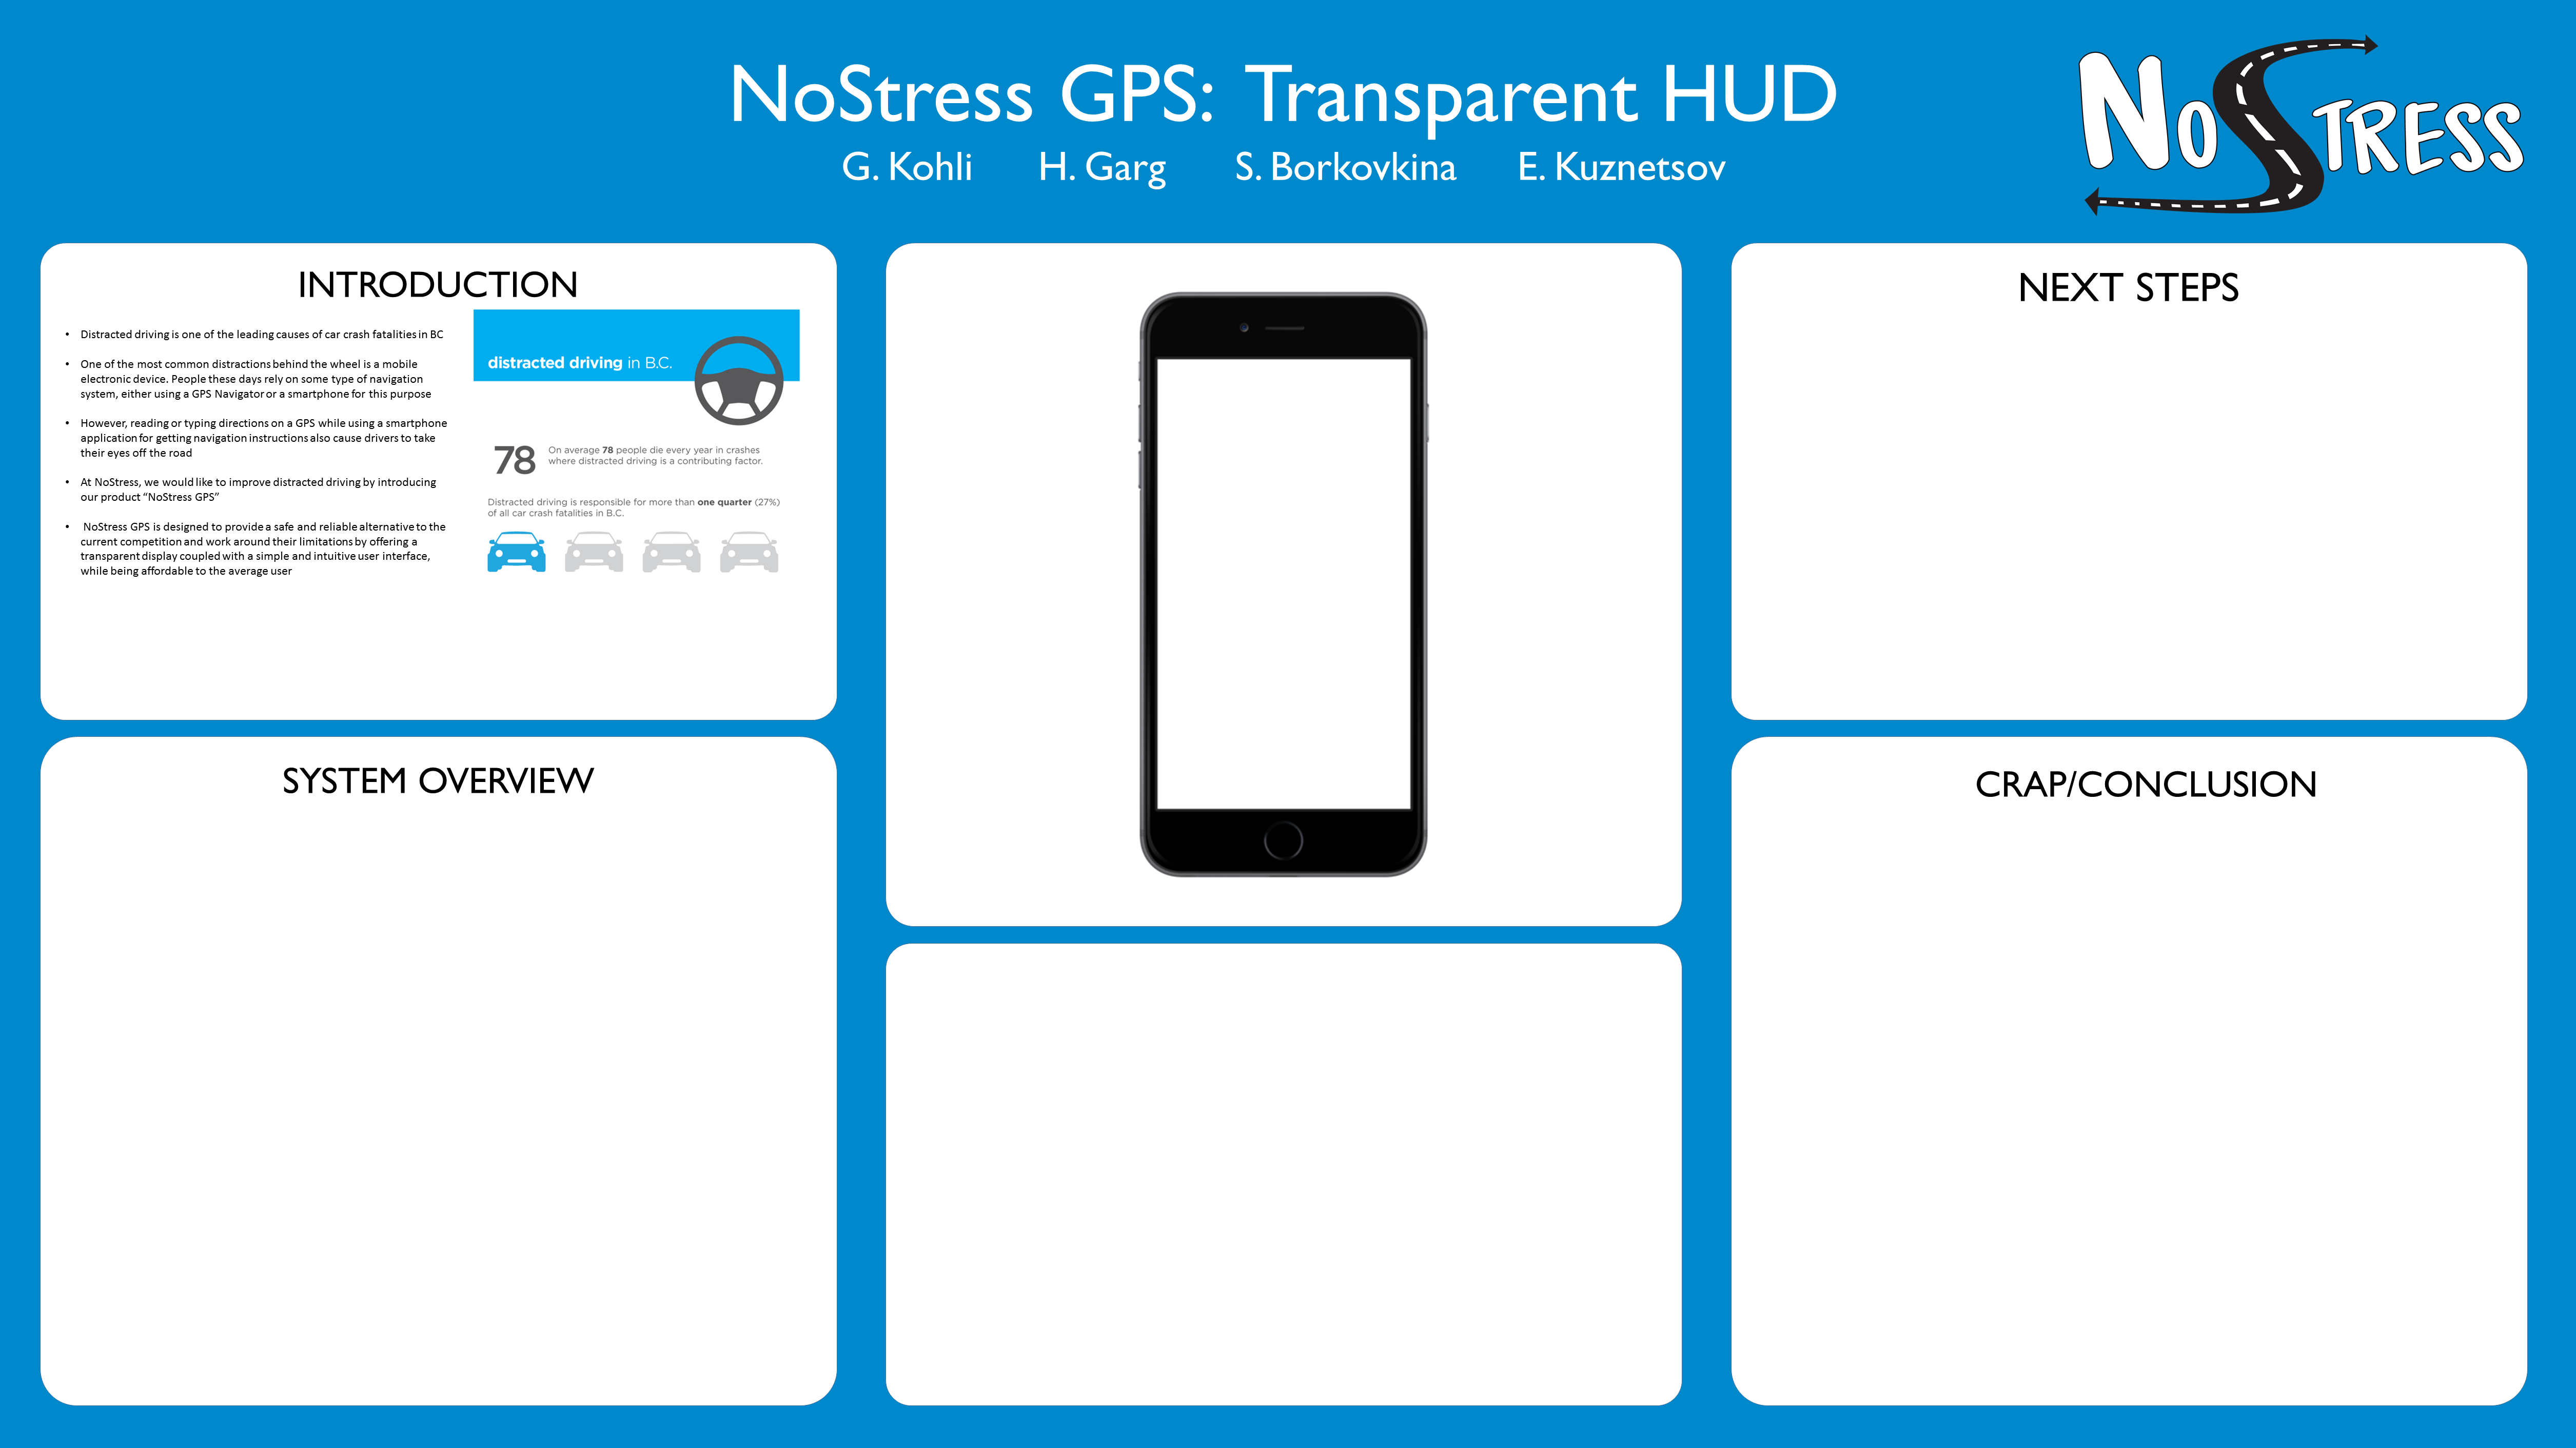 NoStress GPS: Transparent HUD
G. Kohli H. Garg S. Borkovkina E. Kuznetsov
NoStress
INTRODUCTION
• Distracted driving is one of the leading causes of car crash fatalities in BC
• One of the most common distractions behind the wheel is a mobile
electronic device. People these days rely on some type of navigation
system, either using a GPS Navigator or a smartphone for this purpose
• However, reading or typing directions on a GPS while using a smartphone
application for getting navigation instructions also cause drivers to take
their eyes off the road
• At NoStress, we would like to improve distracted driving by introducing
our product “NoStress GPS”
• NoStress GPS is designed to provide a safe and reliable alternative to the
current competition and work around their limitations by offering a
transparent display coupled with a simple and intuitive user interface,
while being affordable to the average user
distracted driving in B.C.
78
On average 78 people die every year in crashes
where distracted driving is a contributing factor.
Distracted driving is responsible for more than one quarter (27%)
of all car crash fatalities in B.C.
SYSTEM OVERVIEW
NEXT STEPS
CRAP/CONCLUSION